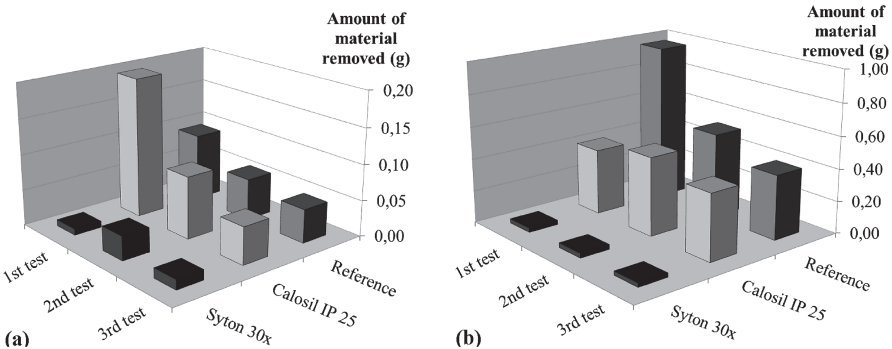 Amount of
material
removed (g)
0,20
0,15
0,10
0,05
0,00
1st test
2nd test
3rd test
Syton 30x
Calosil IP 25
Reference
(a)
Amount of
material
removed (g)
1,00
0,80
0,60
0,40
0,20
0,00
1st test
2nd test
3rd test
Syton 30x
Calosil IP 25
Reference
(b)